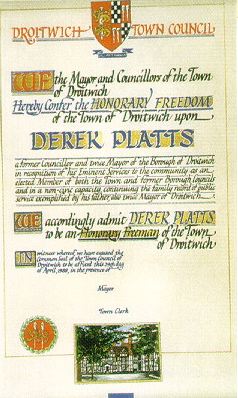 DROITWICH TOWN COUNCIL
WE the Mayor and Councillors of the Town
of Droitwich
Hereby Confer the HONORARY FREEDOM
of the Town of Droitwich upon
DEREK PLATTS
a former Councillor and twice Mayor of the Borough of Droitwich
in recognition of his Eminent Services to the community as an
elected Member of both the Town and former Borough Councils
and in a non-civic capacity, continuing the family record of public
service exemplified by his father, also twice Mayor of Droitwich
WE accordingly admit DEREK PLATTS
to be an Honorary Freeman of the Town
of Droitwich
IN witness whereof we have caused the
Common Seal of the Town Council of
Droitwich to be affixed this day
of April, in the presence of
Mayor
Town Clerk